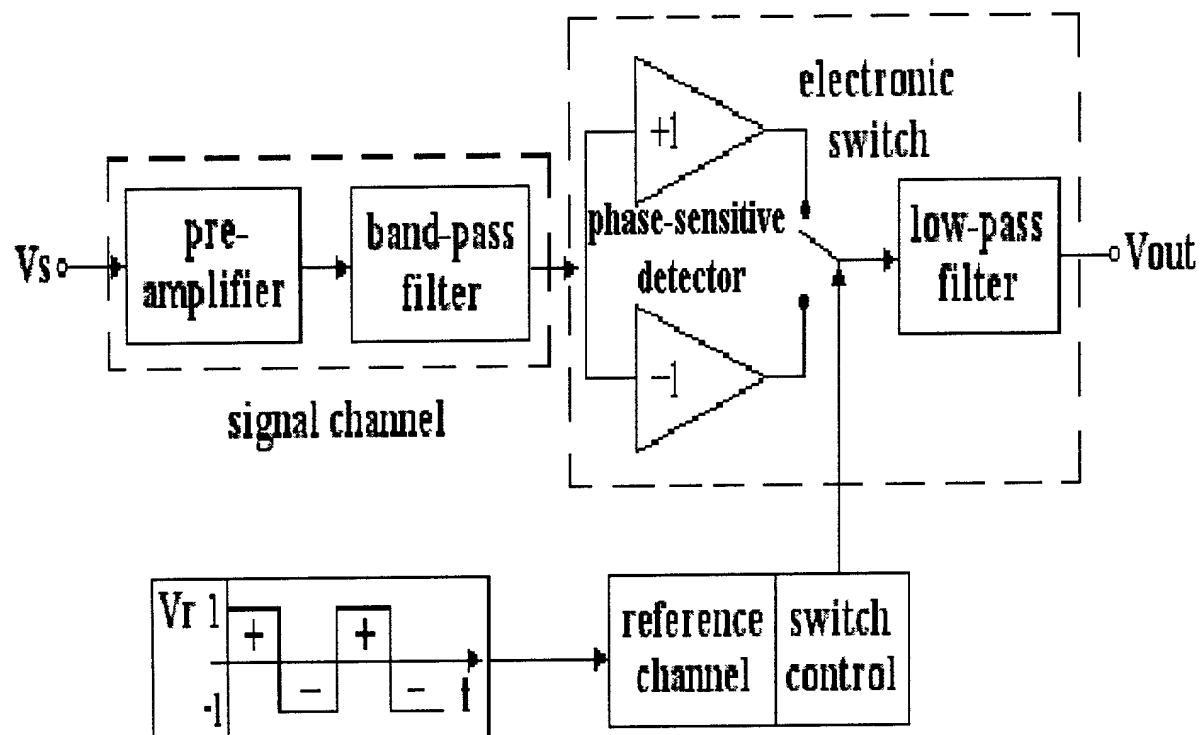 electronic
switch
+1
pre-
amplifier
band-pass
filter
phase-sensitive
detector
low-pass
filter
Vs
Vout
-1
signal channel
Vr 1
+ +
- -
-1
t
reference
channel
switch
control